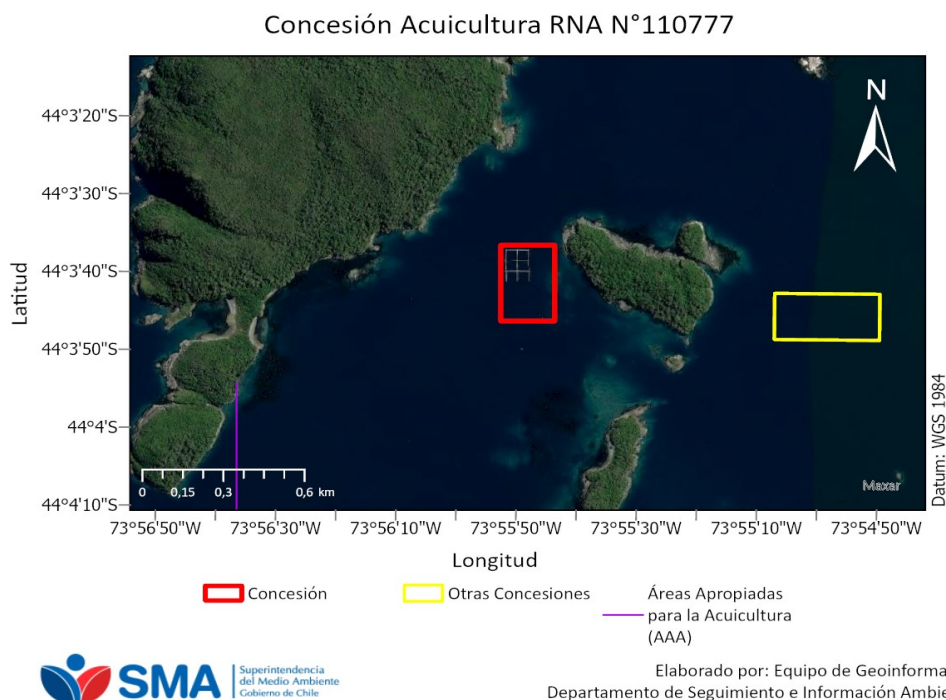 Concesión Acuicultura RNA N°110777
N
Latitud
44°3'20"S
44°3'30"S
44°3'40"S
44°3'50"S
44°4'S
44°4'10"S
0 0,15 0,3 0,6 km
Maxar
Datum: WGS 1984
73°56'50"W 73°56'30"W 73°56'10"W 73°55'50"W 73°55'30"W 73°55'10"W 73°54'50"W
Longitud
Concesión
Otras Concesiones
Áreas Apropiadas
para la Acuicultura
(AAA)
SMA
Superintendencia
del Medio Ambiente
Gobierno de Chile
Elaborado por: Equipo de Geoinforma
Departamento de Seguimiento e Información Ambie